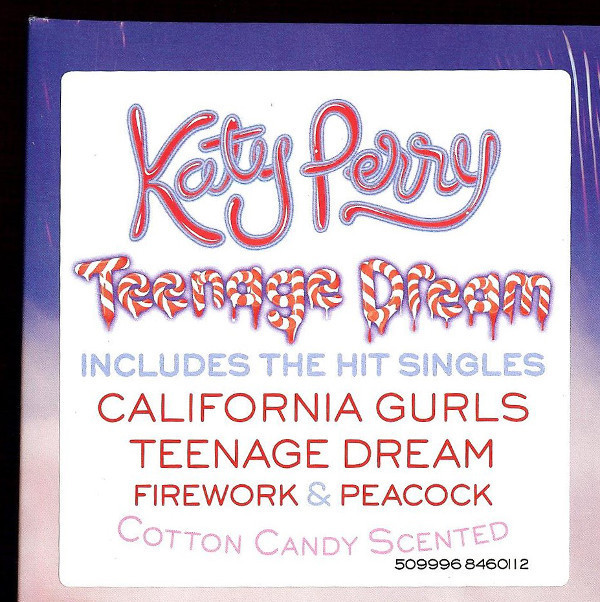 Katy Perry
Teenage Dream
INCLUDES THE HIT SINGLES
CALIFORNIA GURLS
TEENAGE DREAM
FIREWORK & PEACOCK
COTTON CANDY SCENTED
509996 8460112